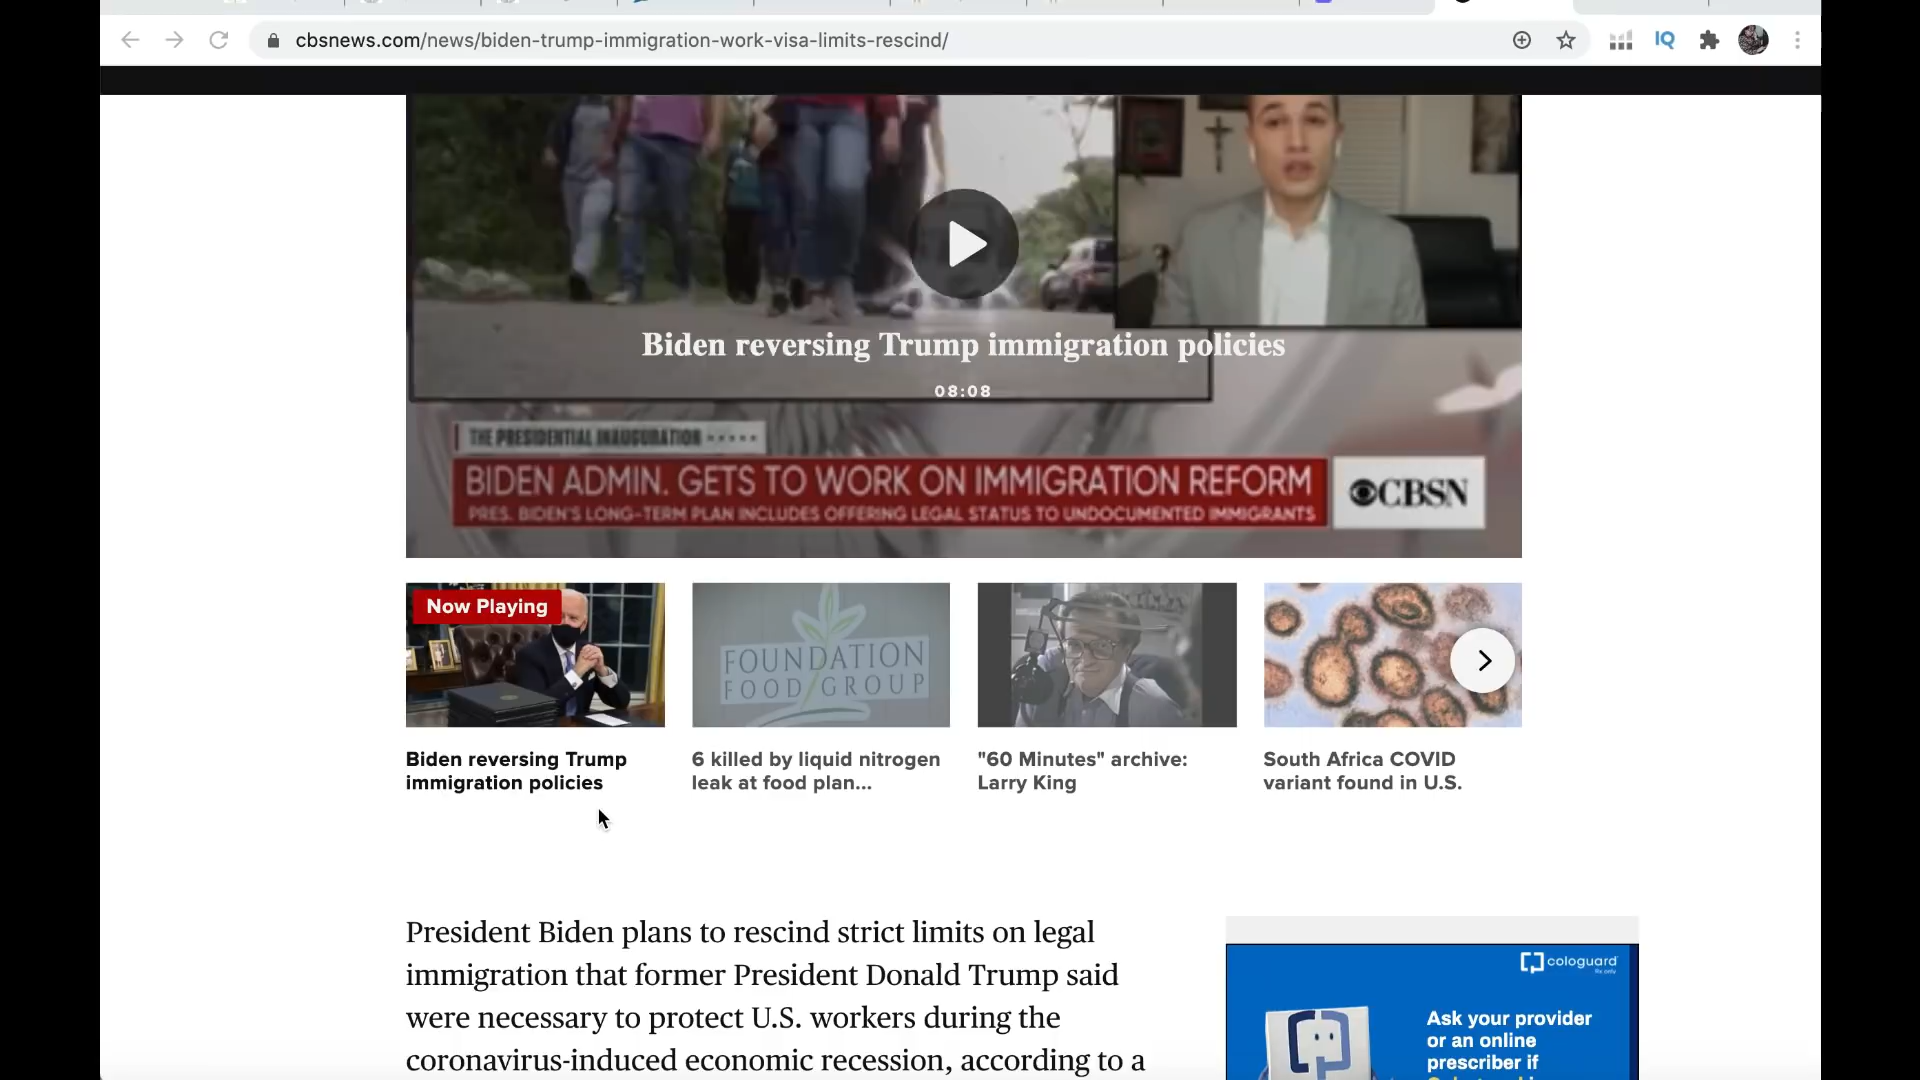 cbsnews.com/news/biden-trump-immigration-work-visa-limits-rescind/
IQ
Biden reversing Trump immigration policies
08:08
THE PRESIDENTIAL INAUGURATION
BIDEN ADMIN. GETS TO WORK ON IMMIGRATION REFORM
PRES. BIDEN'S LONG-TERM PLAN INCLUDES OFFERING LEGAL STATUS TO UNDOCUMENTED IMMIGRANTS
CBSN
Now Playing
FOUNDATION
FOOD GROUP
Biden reversing Trump
immigration policies
6 killed by liquid nitrogen
leak at food plan...
"60 Minutes" archive:
Larry King
South Africa COVID
variant found in U.S.
President Biden plans to rescind strict limits on legal
immigration that former President Donald Trump said
were necessary to protect U.S. workers during the
coronavirus-induced economic recession, according to a
cologuard
Ask your provider
or an online
prescriber if